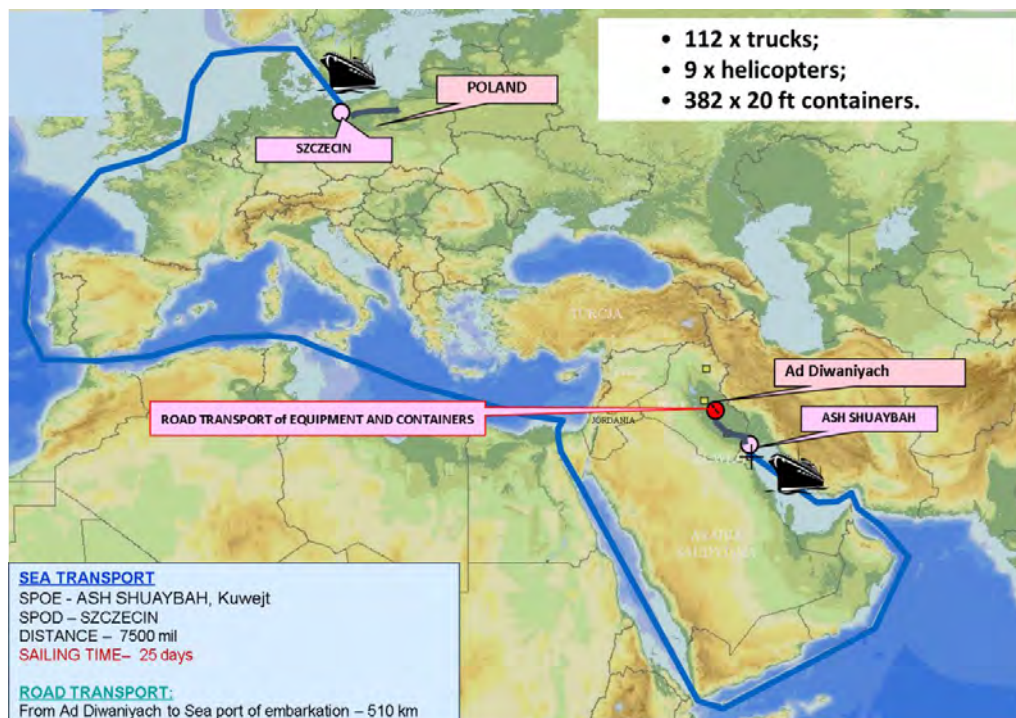 • 112 x trucks;
• 9 x helicopters;
• 382 x 20 ft containers.
POLAND
SZCZECIN
TURCJA
Ad Diwaniyach
ROAD TRANSPORT of EQUIPMENT AND CONTAINERS
JORDANIA
ASH SHUAYBAH
SEA TRANSPORT
SPOE - ASH SHUAYBAH, Kuwejt
SPOD – SZCZECIN
DISTANCE – 7500 mil
SAILING TIME– 25 days
ROAD TRANSPORT:
From Ad Diwaniyach to Sea port of embarkation – 510 km